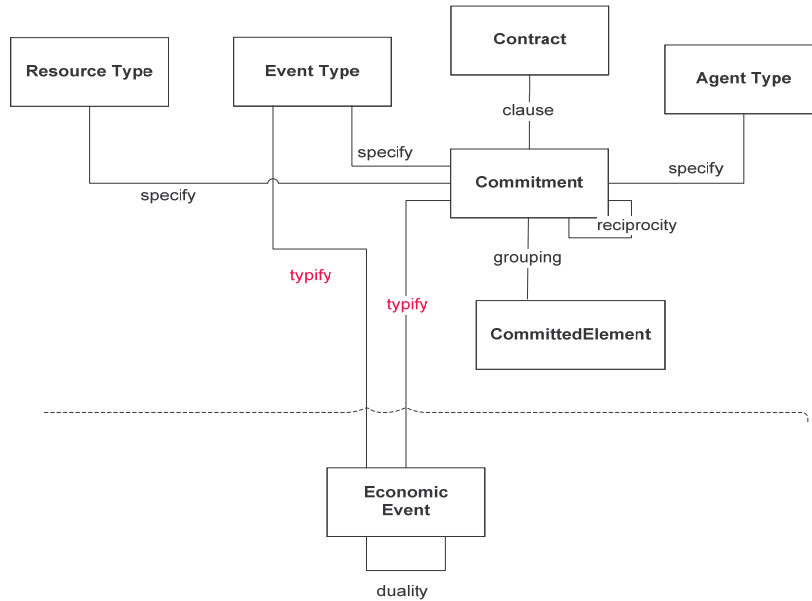 Contract
Resource Type
Event Type
Agent Type
clause
specify
specify
specify
Commitment
reciprocity
grouping
typify
typify
CommittedElement
Economic
Event
duality